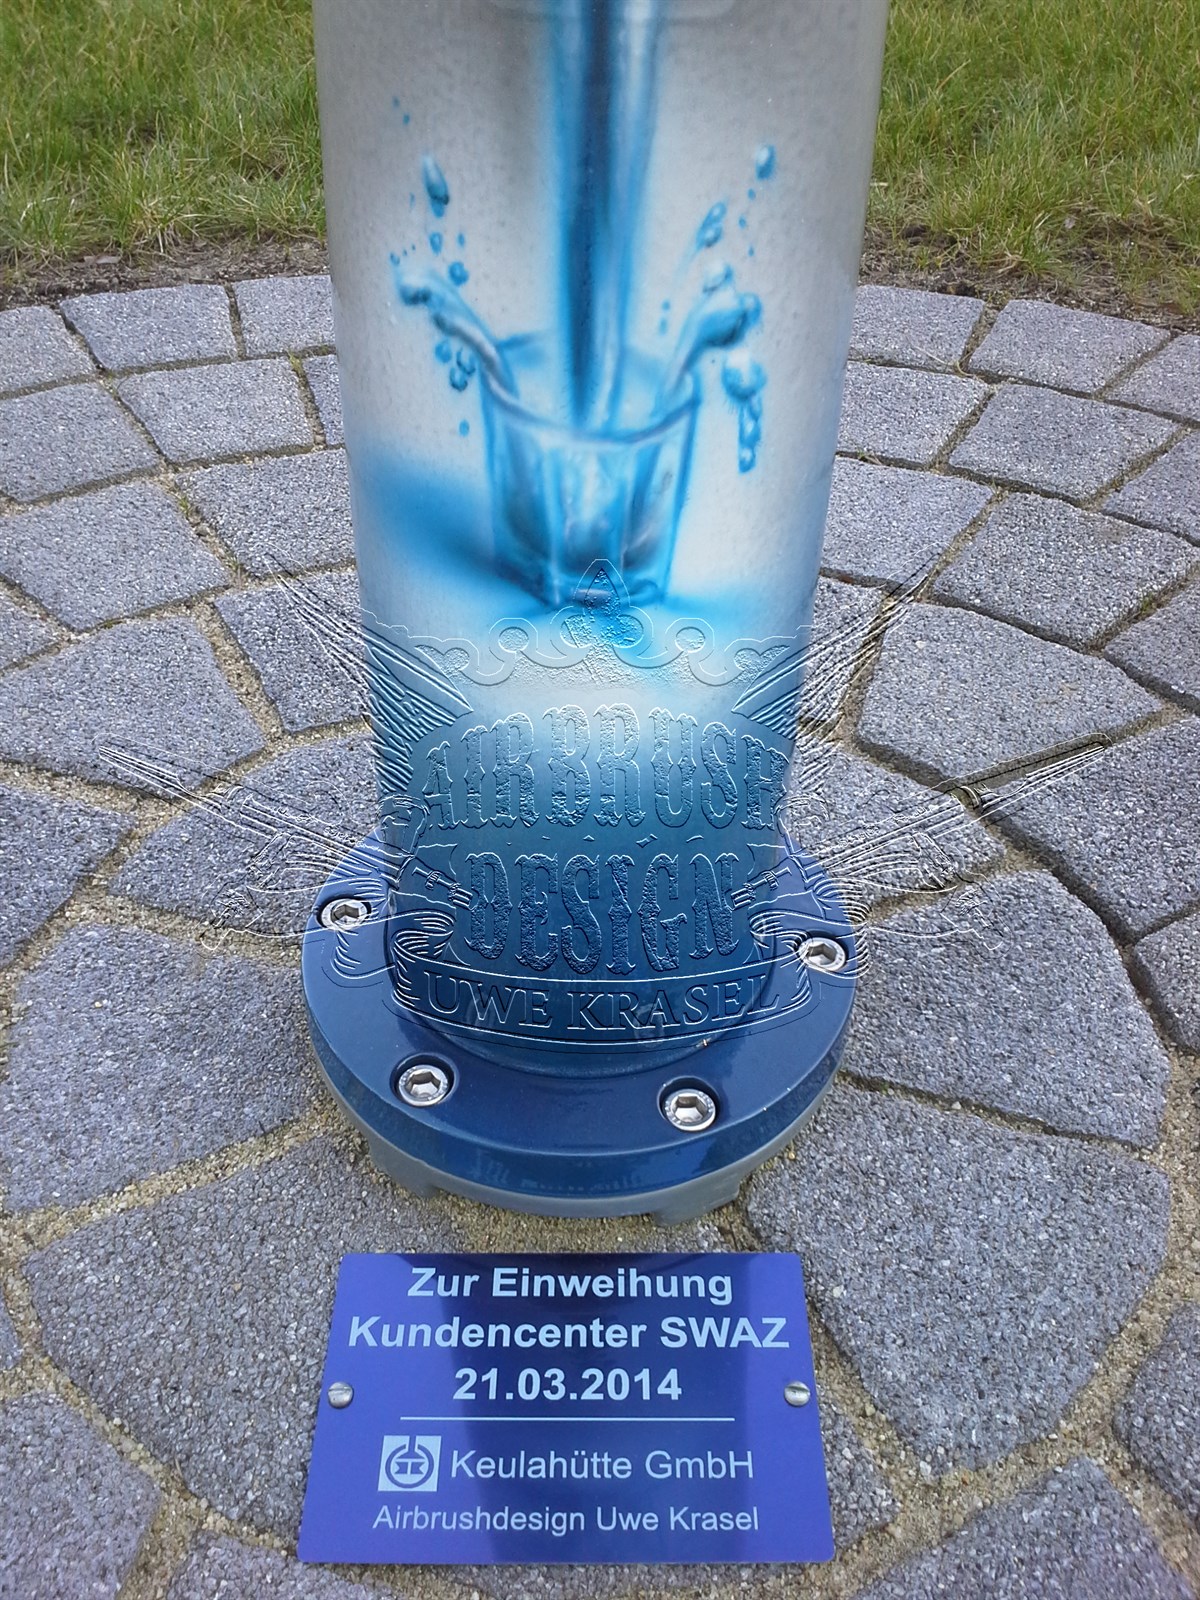 AIRBRUSH
DESIGN
UWE KRASEL
Zur Einweihung
Kundencenter SWAZ
21.03.2014
Keulahütte GmbH
Airbrushdesign Uwe Krasel